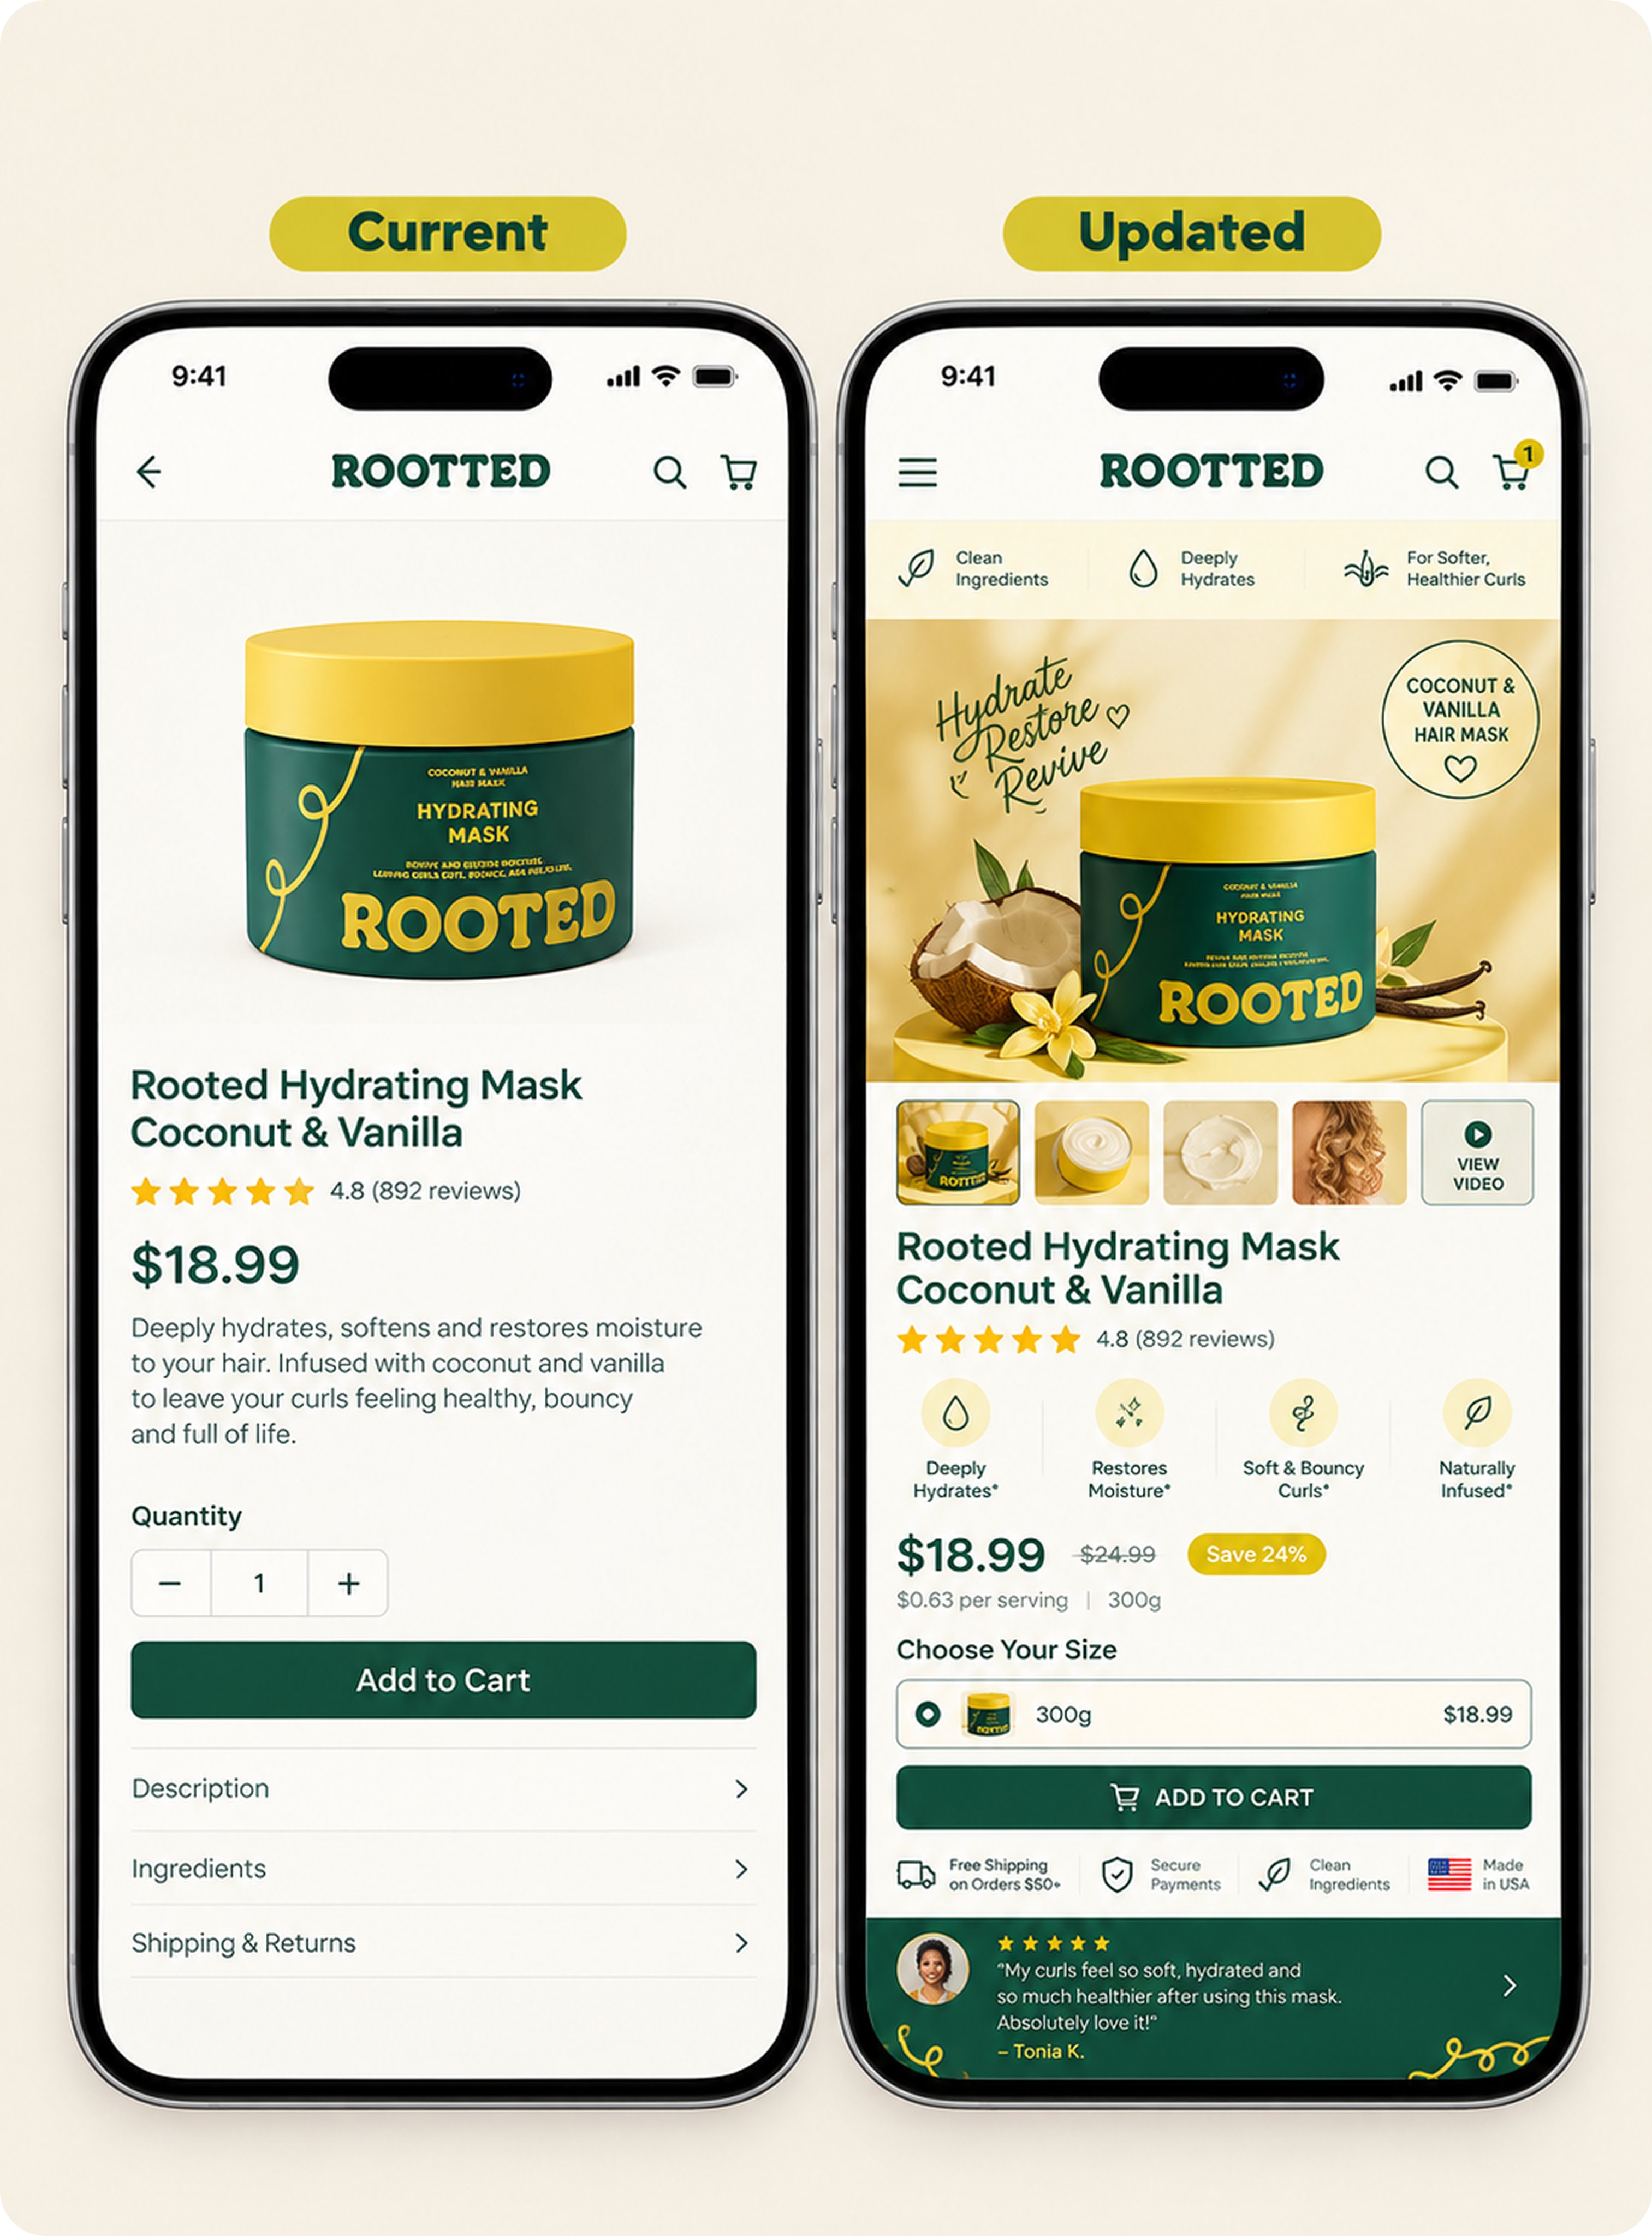 Current
9:41
ROOTTED
COCONUT & VANILLA
HAIR MASK
HYDRATING
MASK
ROOTED
Rooted Hydrating Mask
Coconut & Vanilla
4.8 (892 reviews)
$18.99
Deeply hydrates, softens and restores moisture
to your hair. Infused with coconut and vanilla
to leave your curls feeling healthy, bouncy
and full of life.
Quantity
1
Add to Cart
Description
Ingredients
Shipping & Returns
Updated
9:41
ROOTTED
1
Clean
Ingredients
Deeply
Hydrates
For Softer,
Healthier Curls
Hydrate
Restore
Revive
COCONUT &
VANILLA
HAIR MASK
HYDRATING
MASK
ROOTED
VIEW
VIDEO
Rooted Hydrating Mask
Coconut & Vanilla
4.8 (892 reviews)
Deeply
Hydrates*
Restores
Moisture*
Soft & Bouncy
Curls*
Naturally
Infused*
$18.99 $24.99 Save 24%
$0.63 per serving | 300g
Choose Your Size
300g $18.99
ADD TO CART
Free Shipping
on Orders $50+
Secure
Payments
Clean
Ingredients
Made
in USA
"My curls feel so soft, hydrated and
so much healthier after using this mask.
Absolutely love it!"
– Tonia K.